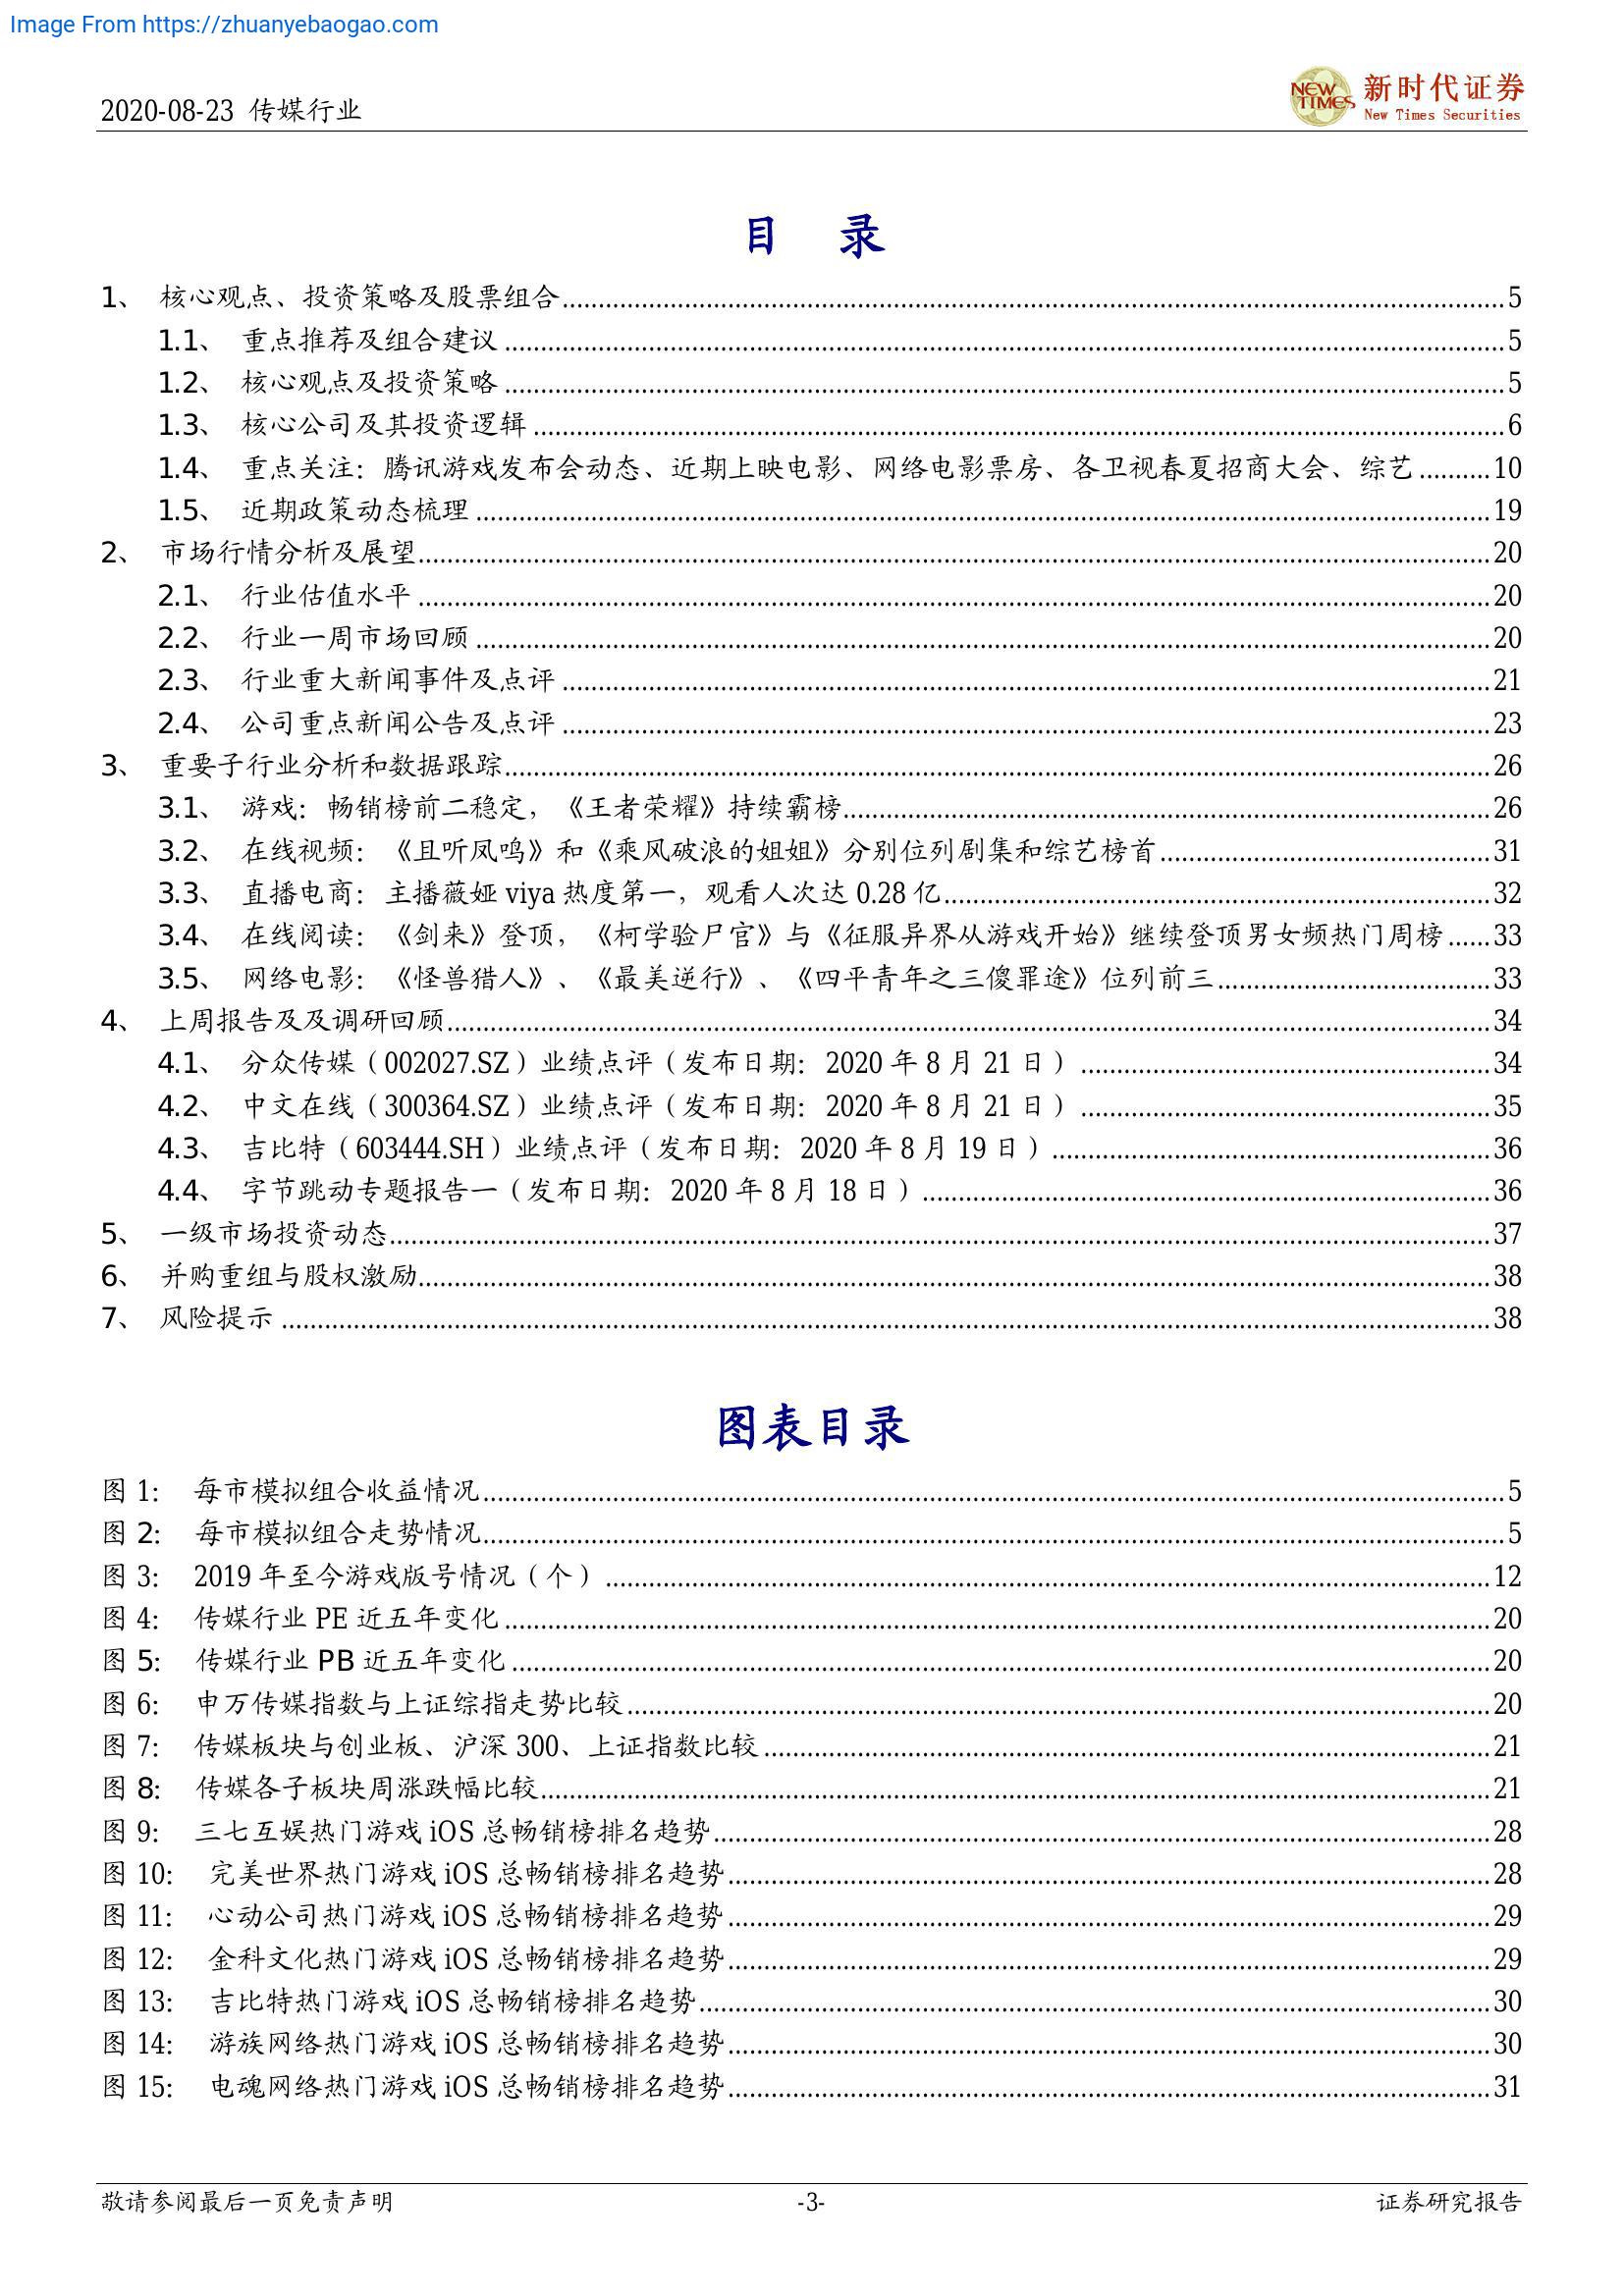 Image From https://zhuanyebaogao.com
2020-08-23 传媒行业
NEW TIMES 新时代证券
New Times Securities
目 录
1、 核心观点、投资策略及股票组合 5
1.1、 重点推荐及组合建议 5
1.2、 核心观点及投资策略 5
1.3、 核心公司及其投资逻辑 6
1.4、 重点关注：腾讯游戏发布会动态、近期上映电影、网络电影票房、各卫视春夏招商大会、综艺 10
1.5、 近期政策动态梳理 19
2、 市场行情分析及展望 20
2.1、 行业估值水平 20
2.2、 行业一周市场回顾 20
2.3、 行业重大新闻事件及点评 21
2.4、 公司重点新闻公告及点评 23
3、 重要子行业分析和数据跟踪 26
3.1、 游戏：畅销榜前二稳定，《王者荣耀》持续霸榜 26
3.2、 在线视频：《且听凤鸣》和《乘风破浪的姐姐》分别位列剧集和综艺榜首 31
3.3、 直播电商：主播薇娅 viya 热度第一，观看人次达 0.28 亿 32
3.4、 在线阅读：《剑来》登顶，《柯学验尸官》与《征服异界从游戏开始》继续登顶男女频热门周榜 33
3.5、 网络电影：《怪兽猎人》、《最美逆行》、《四平青年之三傻罪途》位列前三 33
4、 上周报告及及调研回顾 34
4.1、 分众传媒（002027.SZ）业绩点评（发布日期：2020 年 8 月 21 日） 34
4.2、 中文在线（300364.SZ）业绩点评（发布日期：2020 年 8 月 21 日） 35
4.3、 吉比特（603444.SH）业绩点评（发布日期：2020 年 8 月 19 日） 36
4.4、 字节跳动专题报告一（发布日期：2020 年 8 月 18 日） 36
5、 一级市场投资动态 37
6、 并购重组与股权激励 38
7、 风险提示 38
图表目录
图 1: 每市模拟组合收益情况 5
图 2: 每市模拟组合走势情况 5
图 3: 2019 年至今游戏版号情况（个） 12
图 4: 传媒行业 PE 近五年变化 20
图 5: 传媒行业 PB 近五年变化 20
图 6: 申万传媒指数与上证综指走势比较 20
图 7: 传媒板块与创业板、沪深 300、上证指数比较 21
图 8: 传媒各子板块周涨跌幅比较 21
图 9: 三七互娱热门游戏 iOS 总畅销榜排名趋势 28
图 10: 完美世界热门游戏 iOS 总畅销榜排名趋势 28
图 11: 心动公司热门游戏 iOS 总畅销榜排名趋势 29
图 12: 金科文化热门游戏 iOS 总畅销榜排名趋势 29
图 13: 吉比特热门游戏 iOS 总畅销榜排名趋势 30
图 14: 游族网络热门游戏 iOS 总畅销榜排名趋势 30
图 15: 电魂网络热门游戏 iOS 总畅销榜排名趋势 31
敬请参阅最后一页免责声明 -3- 证券研究报告